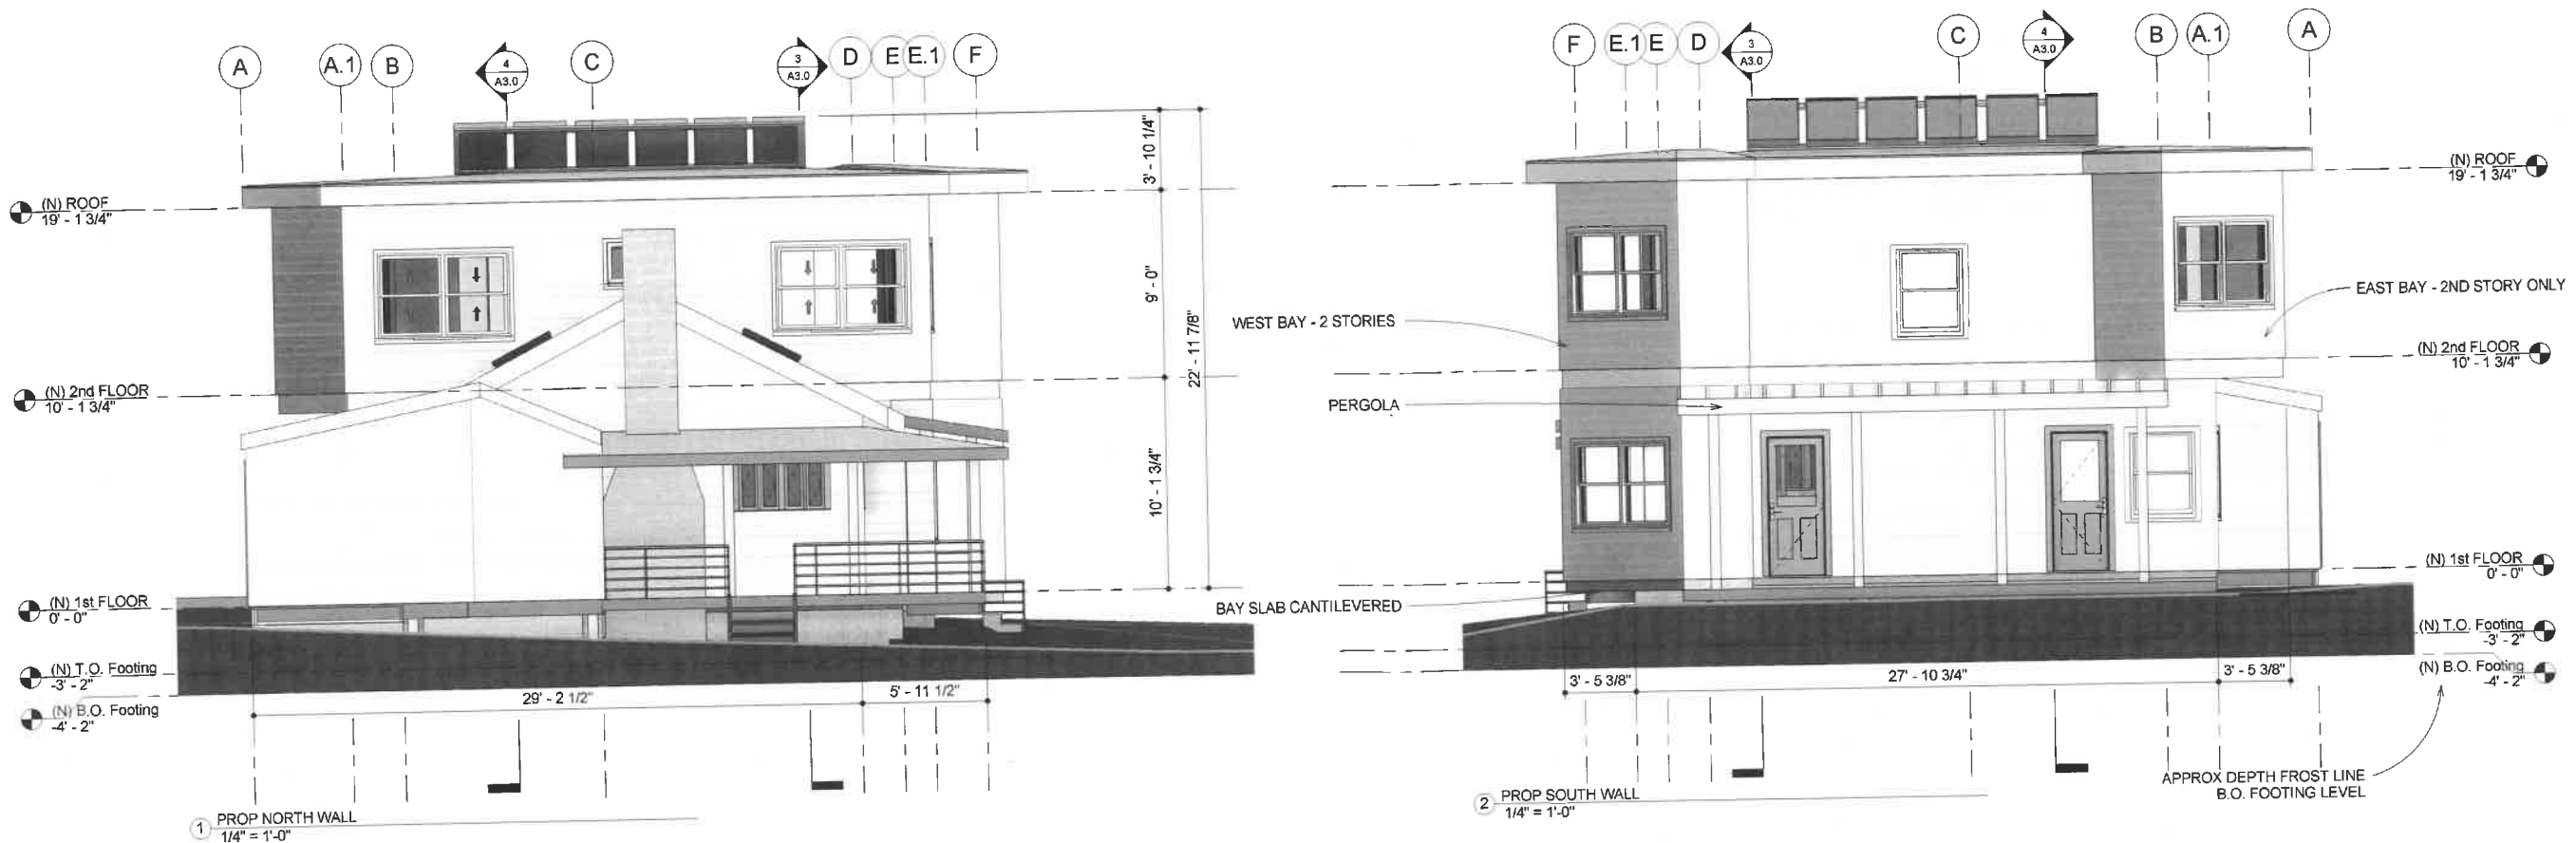 A
A.1
B
4
A3.0
C
3
A3.0
D
E
E.1
F
(N) ROOF
19' - 1 3/4"
(N) 2nd FLOOR
10' - 1 3/4"
(N) 1st FLOOR
0' - 0"
(N) T.O. Footing
-3' - 2"
(N) B.O. Footing
-4' - 2"
3' - 10 1/4"
9' - 0"
22' - 11 7/8"
10' - 1 3/4"
29' - 2 1/2"
5' - 11 1/2"
1
PROP NORTH WALL
1/4" = 1'-0"
F
E.1
E
D
3
A3.0
C
4
A3.0
B
A.1
A
(N) ROOF
19' - 1 3/4"
EAST BAY - 2ND STORY ONLY
WEST BAY - 2 STORIES
(N) 2nd FLOOR
10' - 1 3/4"
PERGOLA
(N) 1st FLOOR
0' - 0"
BAY SLAB CANTILEVERED
(N) T.O. Footing
-3' - 2"
(N) B.O. Footing
-4' - 2"
3' - 5 3/8"
27' - 10 3/4"
3' - 5 3/8"
APPROX DEPTH FROST LINE
B.O. FOOTING LEVEL
2
PROP SOUTH WALL
1/4" = 1'-0"